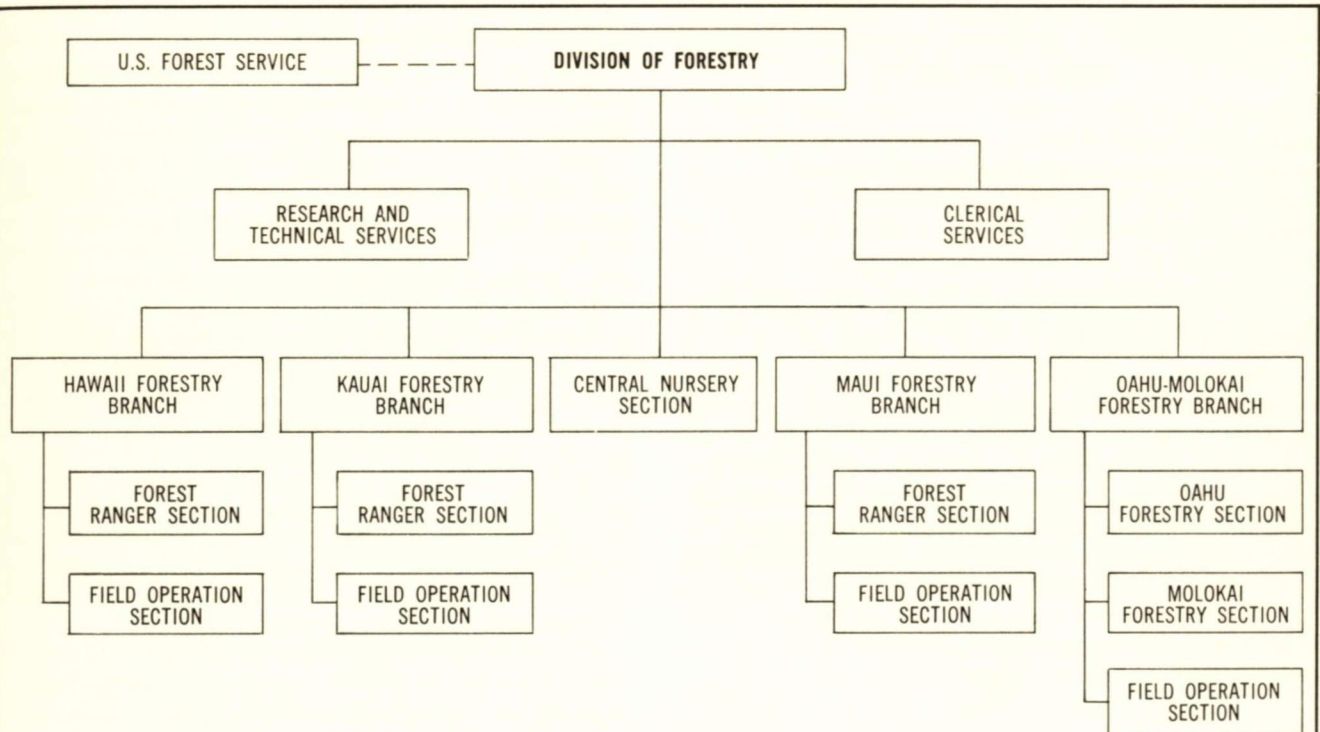 U.S. FOREST SERVICE
DIVISION OF FORESTRY
RESEARCH AND
TECHNICAL SERVICES
CLERICAL
SERVICES
HAWAII FORESTRY
BRANCH
KAUAI FORESTRY
BRANCH
CENTRAL NURSERY
SECTION
MAUI FORESTRY
BRANCH
OAHU-MOLOKAI
FORESTRY BRANCH
FOREST
RANGER SECTION
FOREST
RANGER SECTION
FOREST
RANGER SECTION
OAHU
FORESTRY SECTION
FIELD OPERATION
SECTION
FIELD OPERATION
SECTION
FIELD OPERATION
SECTION
MOLOKAI
FORESTRY SECTION
FIELD OPERATION
SECTION